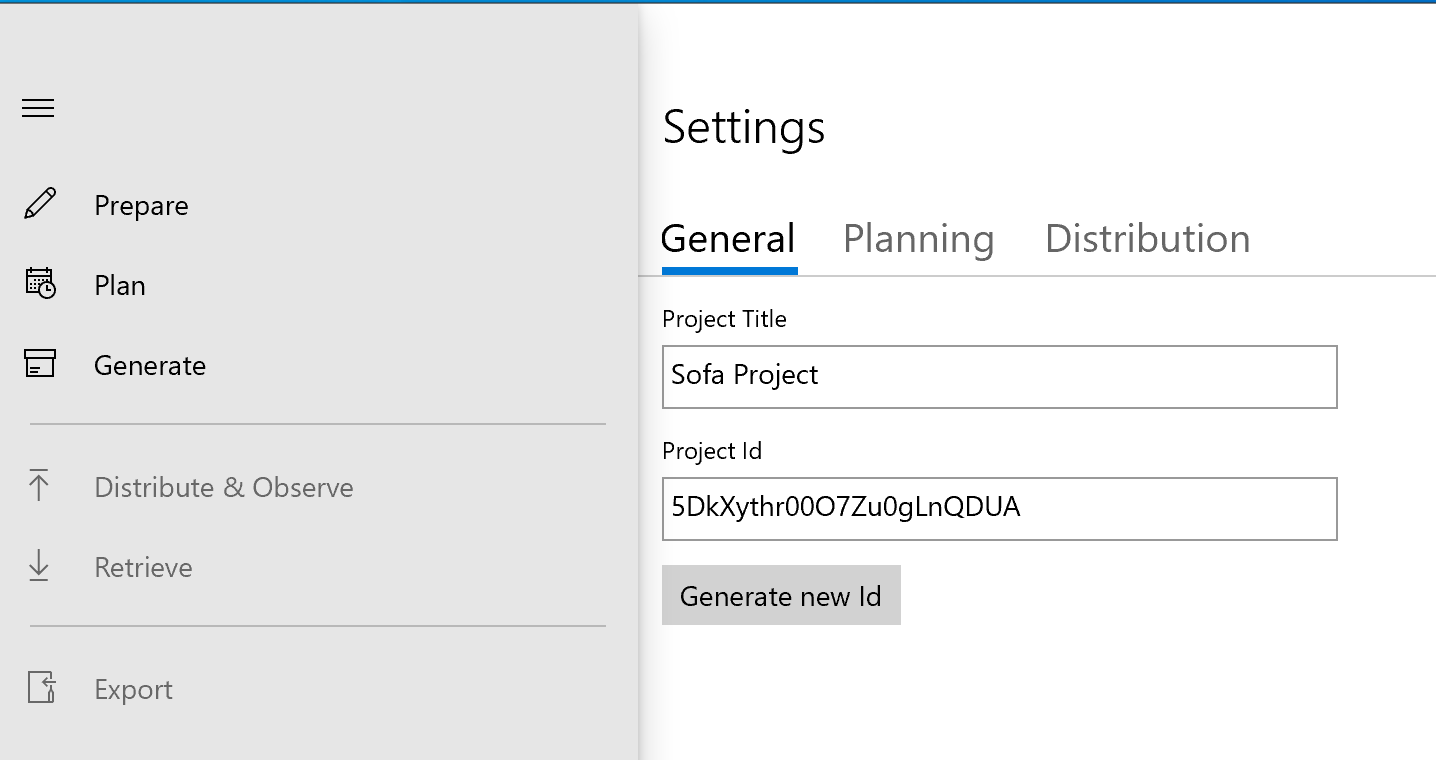 Prepare
Plan
Generate
Distribute & Observe
Retrieve
Export
Settings
General Planning Distribution
Project Title
Sofa Project
Project Id
5DkXythr00O7Zu0gLnQDUA
Generate new Id